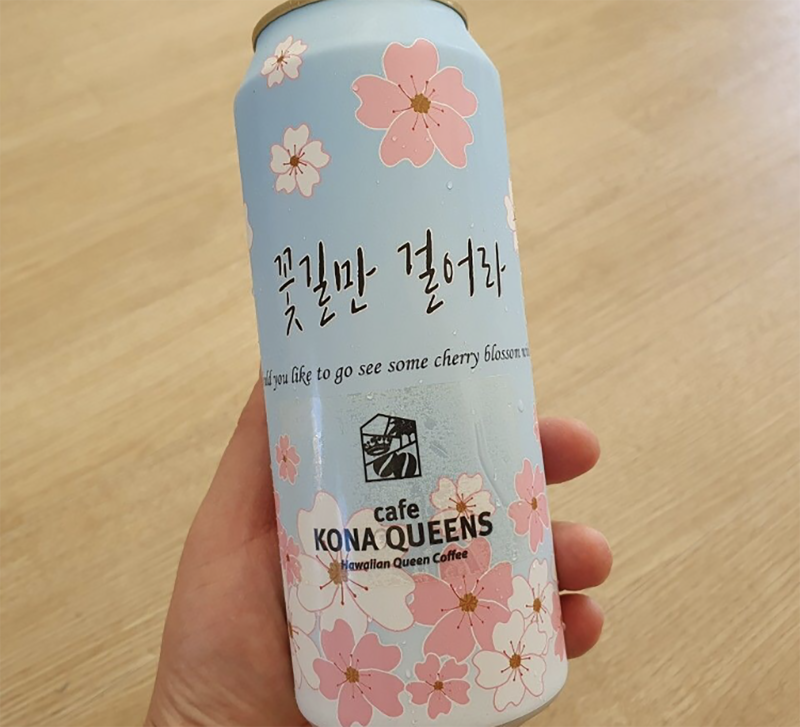 꽃길만 걸어라
you like to go see some cherry blossom
cafe
KONA QUEENS
Hawaiian Queen Coffee